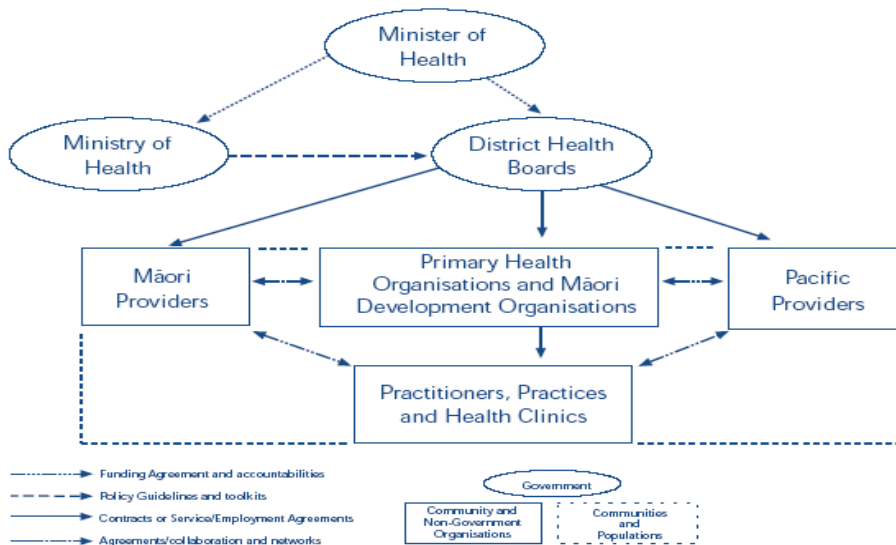 Minister of
Health
Ministry of
Health
District Health
Boards
Māori
Providers
Primary Health
Organisations and Māori
Development Organisations
Pacific
Providers
Practitioners, Practices
and Health Clinics
Funding Agreement and accountabilities
Policy Guidelines and toolkits
Contracts or Service/Employment Agreements
Agreements/collaboration and networks
Government
Community and
Non-Government
Organisations
Communities
and
Populations